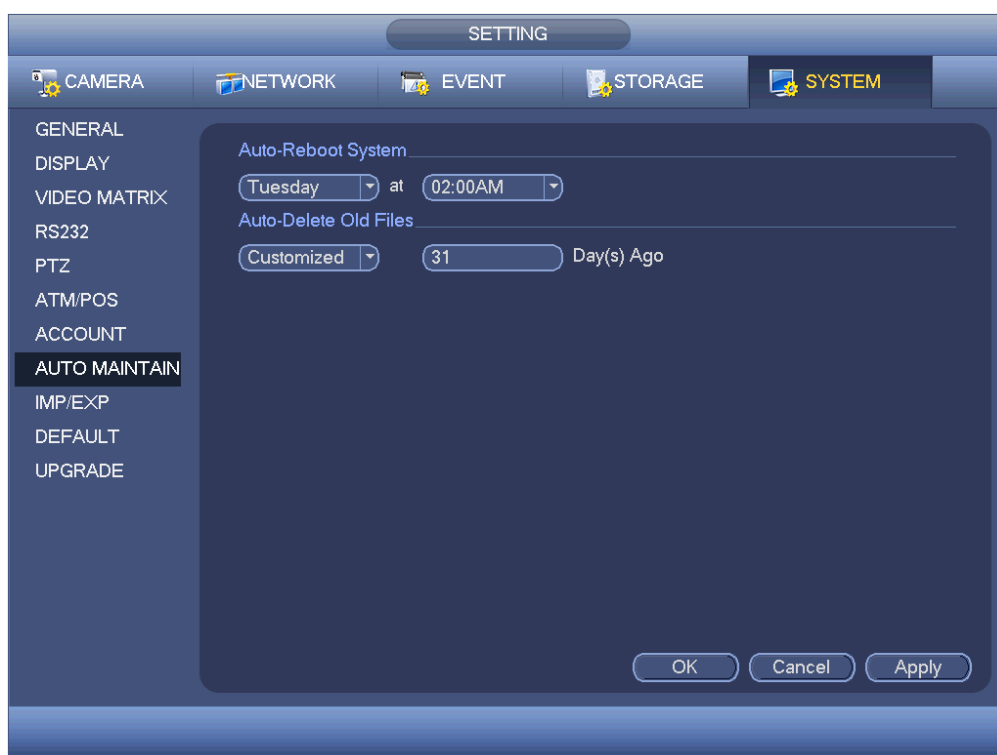 SETTING
CAMERA NETWORK EVENT STORAGE SYSTEM
GENERAL
DISPLAY
VIDEO MATRIX
RS232
PTZ
ATM/POS
ACCOUNT
AUTO MAINTAIN
IMP/EXP
DEFAULT
UPGRADE
Auto-Reboot System
Tuesday at 02:00AM
Auto-Delete Old Files
Customized 31 Day(s) Ago
OK Cancel Apply